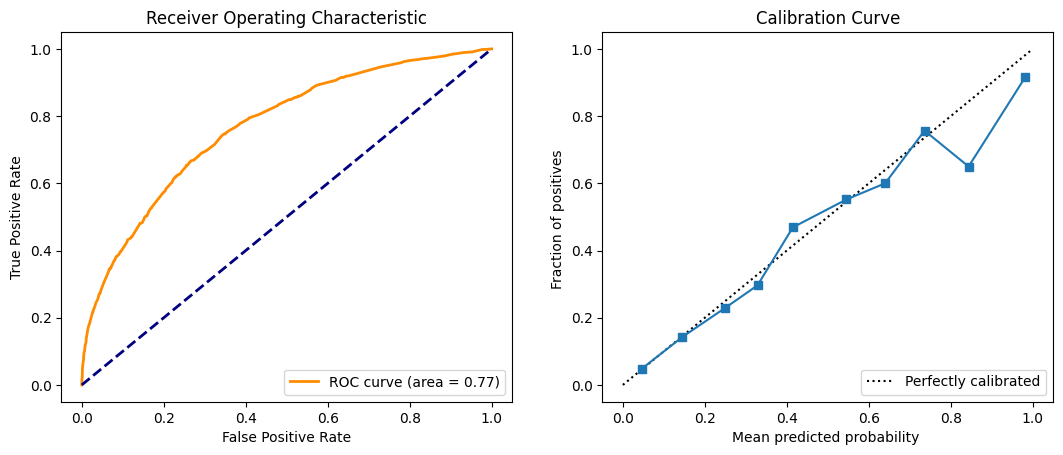 Receiver Operating Characteristic
1.0
0.8
0.6
0.4
0.2
0.0
True Positive Rate
ROC curve (area = 0.77)
0.0 0.2 0.4 0.6 0.8 1.0
False Positive Rate
Calibration Curve
1.0
0.8
0.6
0.4
0.2
0.0
Fraction of positives
Perfectly calibrated
0.0 0.2 0.4 0.6 0.8 1.0
Mean predicted probability